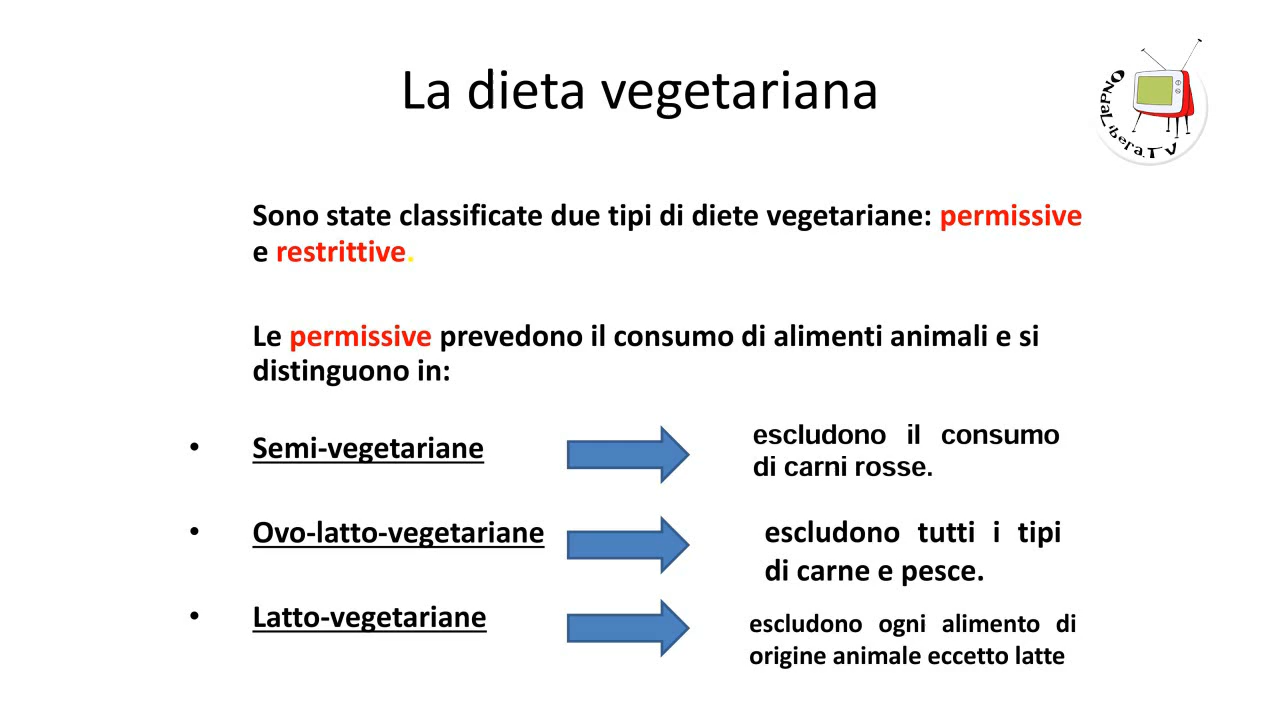 La dieta vegetariana
OndaLibera.TV
Sono state classificate due tipi di diete vegetariane: permissive
e restrittive.
Le permissive prevedono il consumo di alimenti animali e si
distinguono in:
• Semi-vegetariane
escludono il consumo
di carni rosse.
• Ovo-latto-vegetariane
escludono tutti i tipi
di carne e pesce.
• Latto-vegetariane
escludono ogni alimento di
origine animale eccetto latte